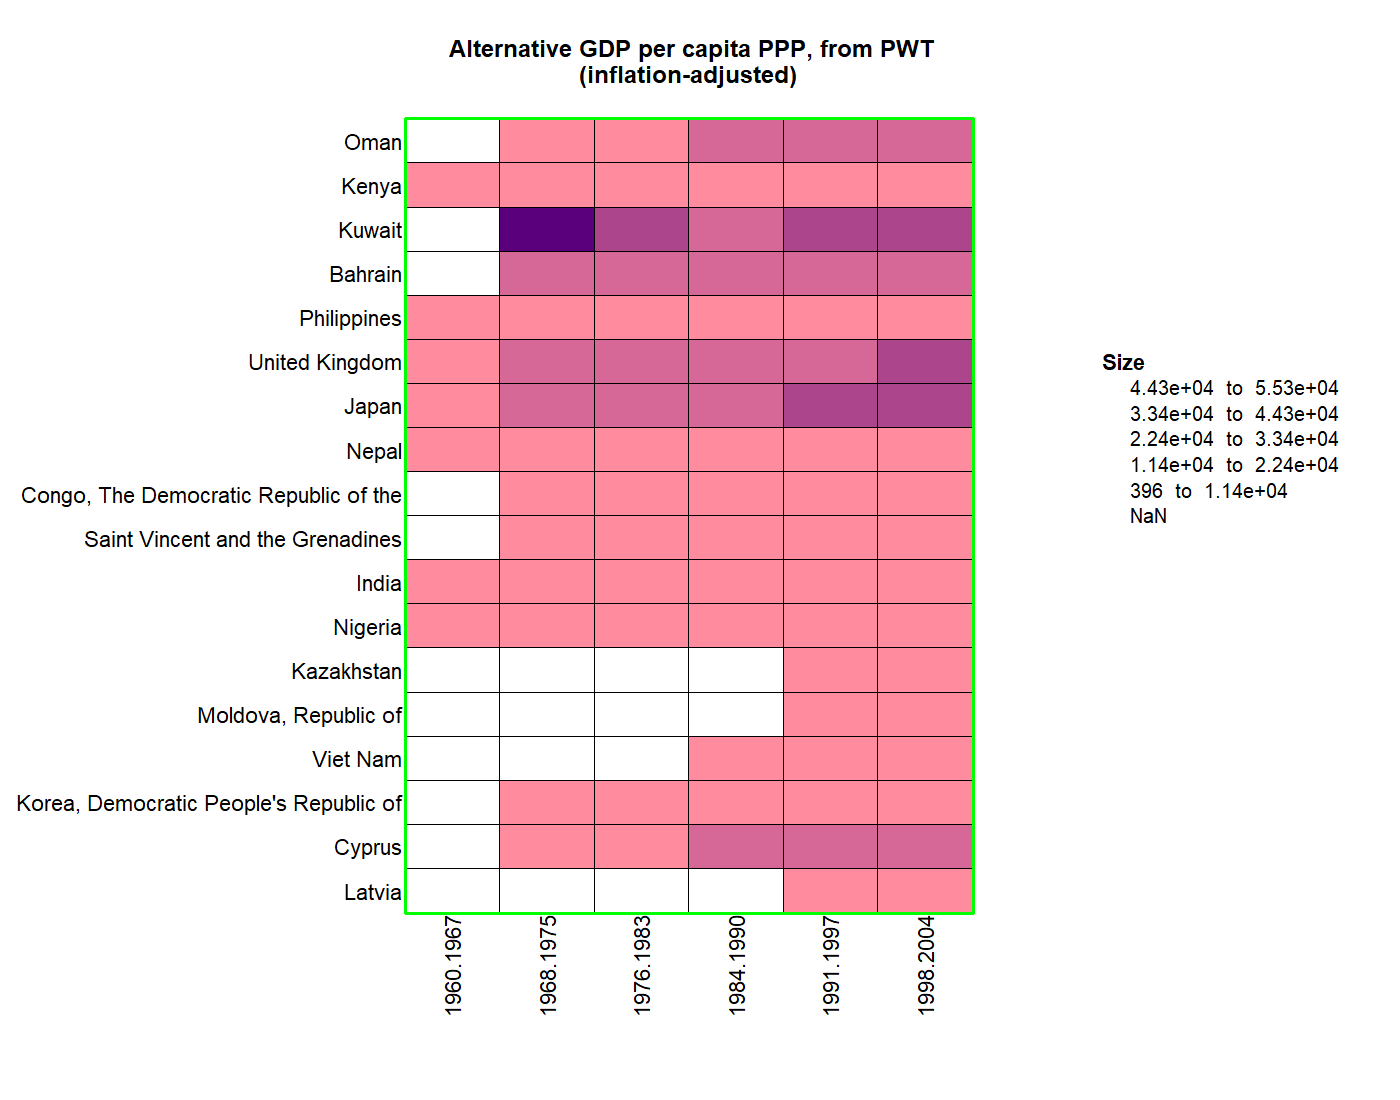 Alternative GDP per capita PPP, from PWT
(inflation-adjusted)
Oman
Kenya
Kuwait
Bahrain
Philippines
United Kingdom
Japan
Nepal
Congo, The Democratic Republic of the
Saint Vincent and the Grenadines
India
Nigeria
Kazakhstan
Moldova, Republic of
Viet Nam
Korea, Democratic People's Republic of
Cyprus
Latvia
1960.1967
1968.1975
1976.1983
1984.1990
1991.1997
1998.2004
Size
4.43e+04 to 5.53e+04
3.34e+04 to 4.43e+04
2.24e+04 to 3.34e+04
1.14e+04 to 2.24e+04
396 to 1.14e+04
NaN